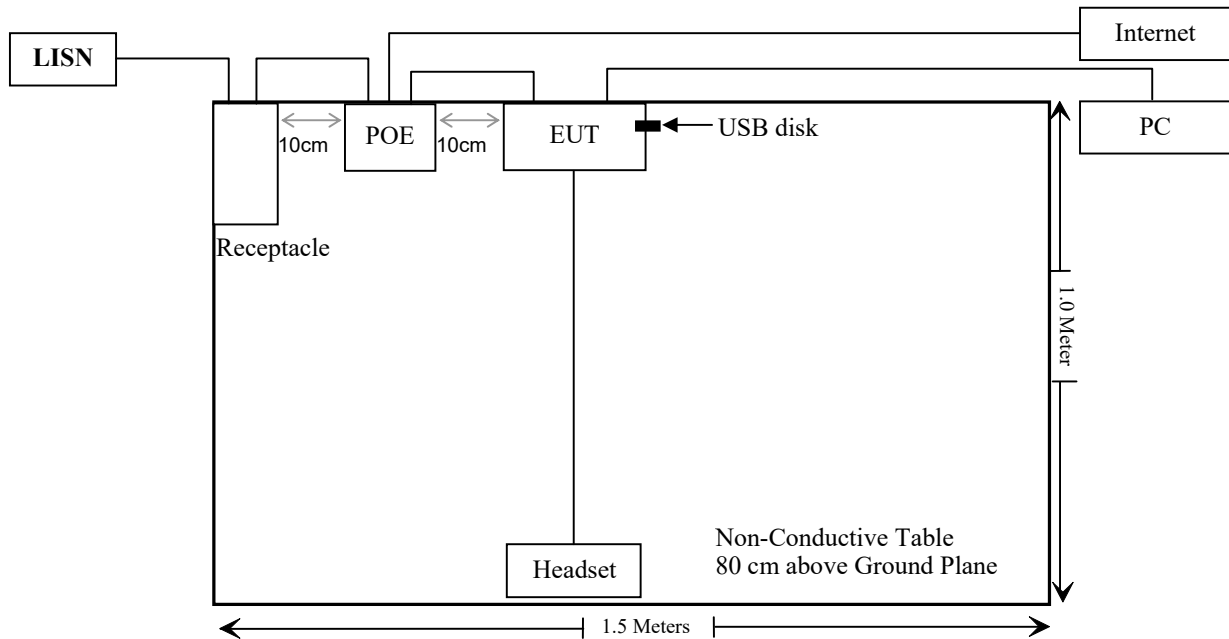 Internet
LISN
PC
POE
EUT
USB disk
10cm
10cm
Receptacle
1.0 Meter
Non-Conductive Table
80 cm above Ground Plane
Headset
1.5 Meters